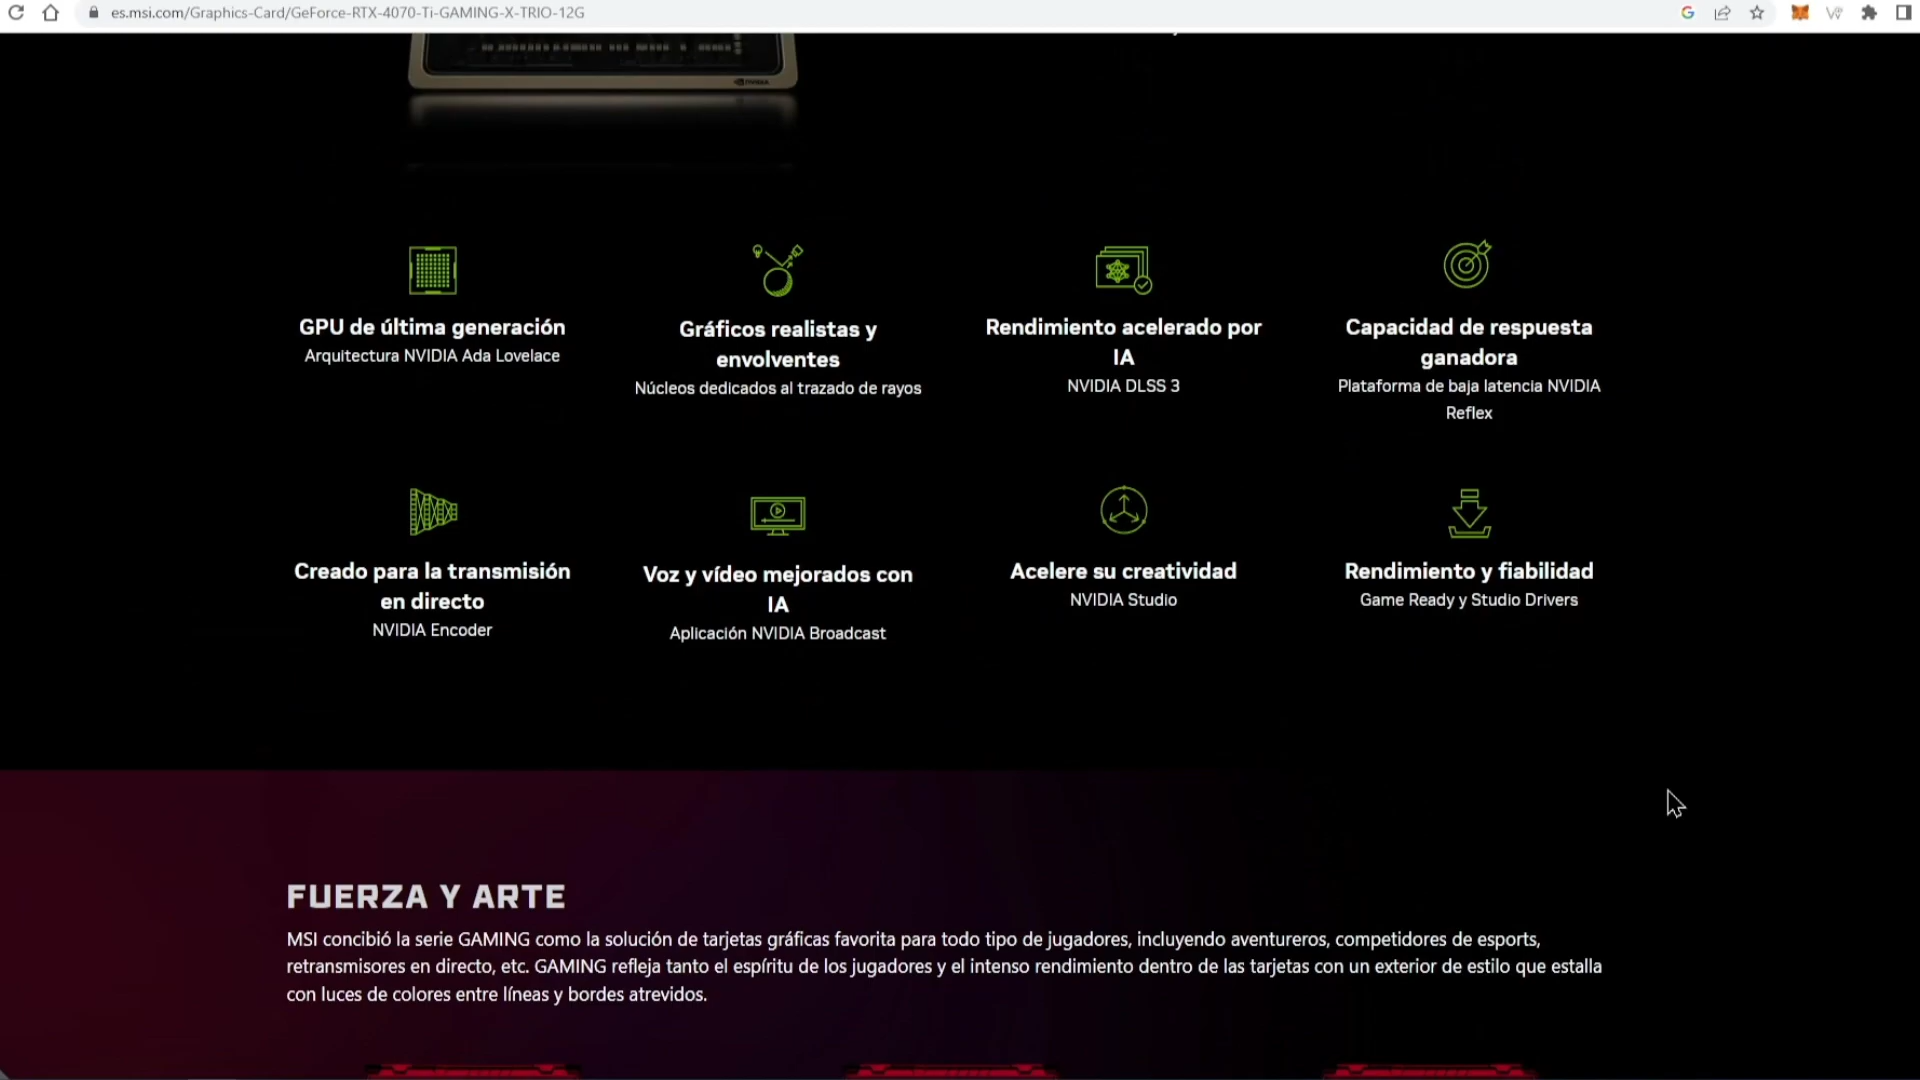 es.msi.com/Graphics-Card/GeForce-RTX-4070-Ti-GAMING-X-TRIO-12G
NVIDIA
GPU de última generación
Arquitectura NVIDIA Ada Lovelace
Gráficos realistas y
envolventes
Núcleos dedicados al trazado de rayos
Rendimiento acelerado por
IA
NVIDIA DLSS 3
Capacidad de respuesta
ganadora
Plataforma de baja latencia NVIDIA
Reflex
Creado para la transmisión
en directo
NVIDIA Encoder
Voz y vídeo mejorados con
IA
Aplicación NVIDIA Broadcast
Acelere su creatividad
NVIDIA Studio
Rendimiento y fiabilidad
Game Ready y Studio Drivers
FUERZA Y ARTE
MSI concibió la serie GAMING como la solución de tarjetas gráficas favorita para todo tipo de jugadores, incluyendo aventureros, competidores de esports,
retransmisores en directo, etc. GAMING refleja tanto el espíritu de los jugadores y el intenso rendimiento dentro de las tarjetas con un exterior de estilo que estalla
con luces de colores entre líneas y bordes atrevidos.